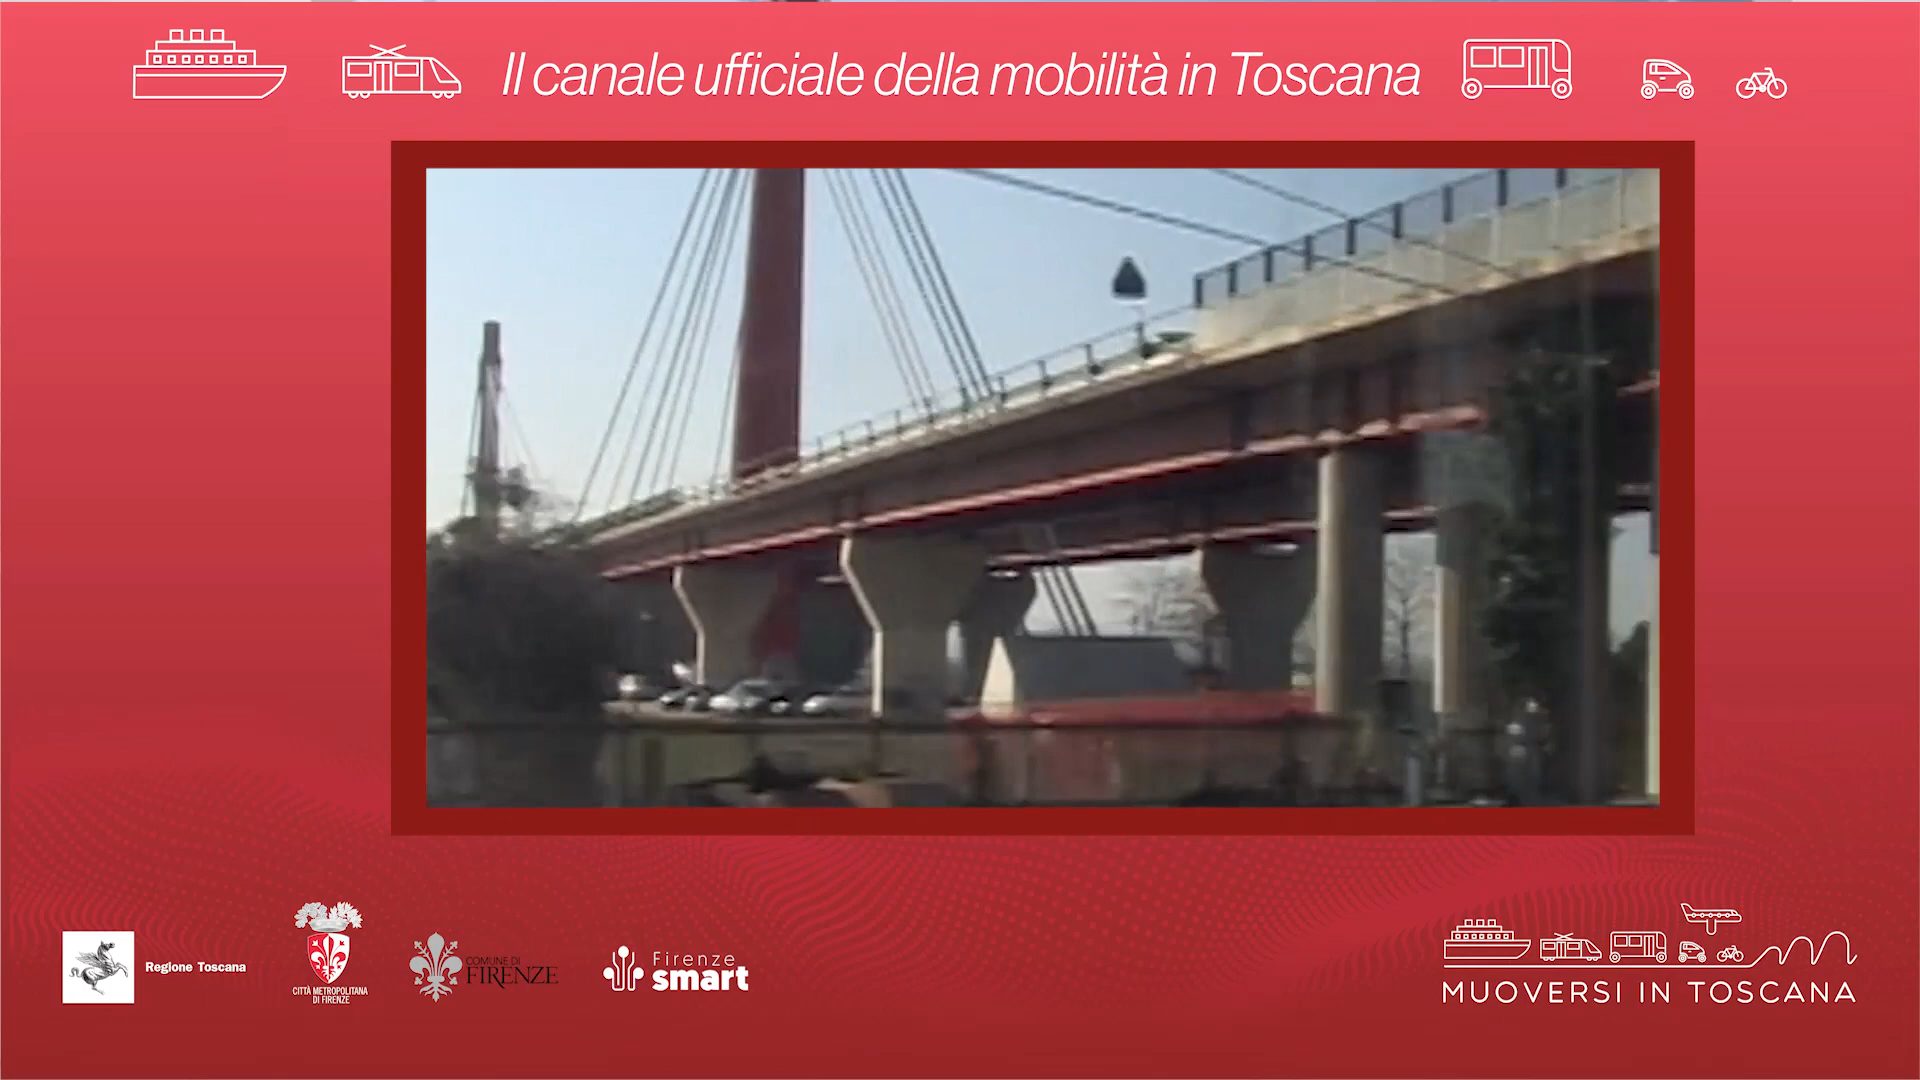 Il canale ufficiale della mobilità in Toscana
Regione Toscana
CITTÀ METROPOLITANA
DI FIRENZE
COMUNE DI
FIRENZE
Firenze
smart
MUOVERSI IN TOSCANA